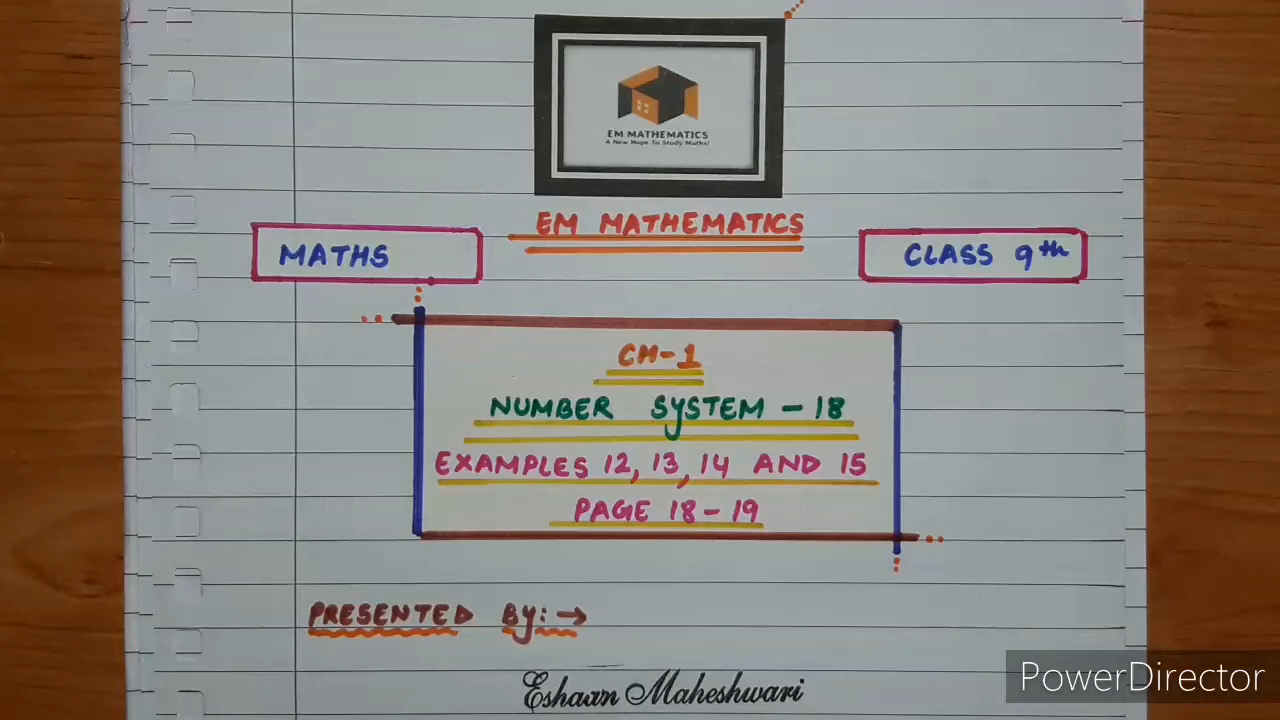 EM MATHEMATICS
A New Hope To Study Maths!
EM MATHEMATICS
MATHS
CLASS 9th
CH-1
NUMBER SYSTEM - 18
EXAMPLES 12, 13, 14 AND 15
PAGE 18-19
PRESENTED BY:→
Eshaan Maheshwari
PowerDirector